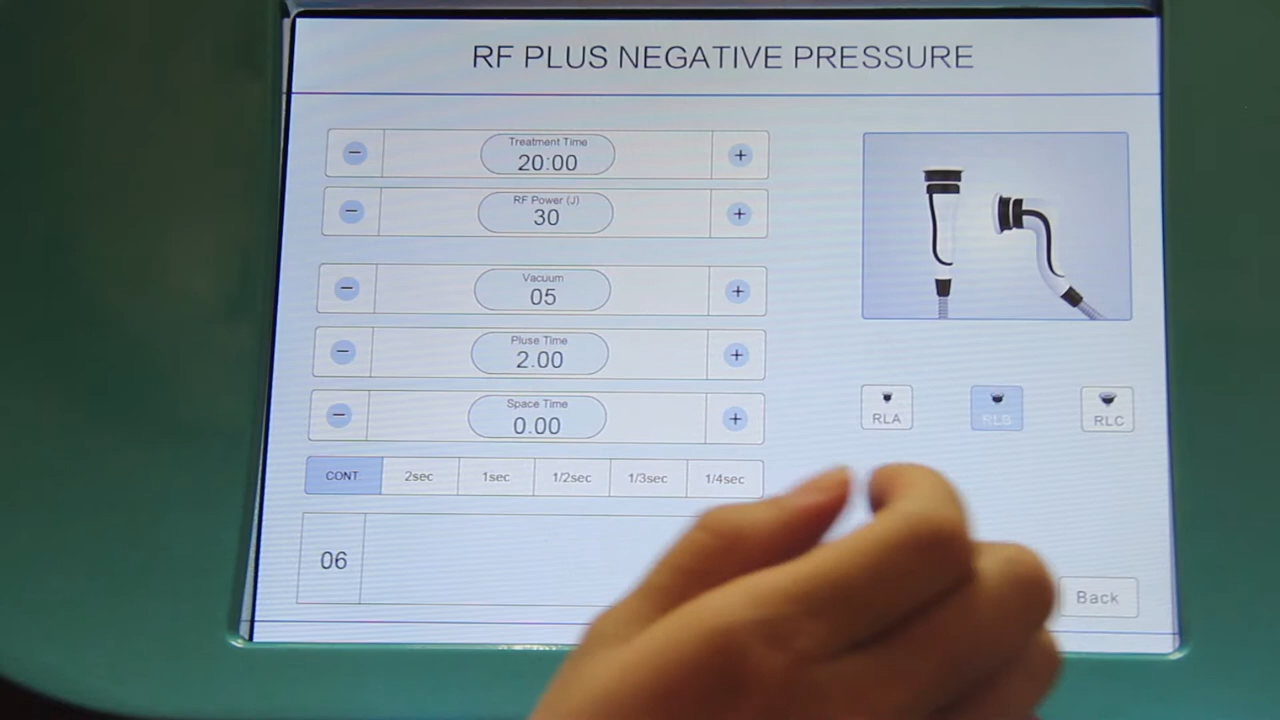 RF PLUS NEGATIVE PRESSURE
Treatment Time
20:00
RF Power (J)
30
Vacuum
05
Pluse Time
2.00
Space Time
0.00
CONT 2sec 1sec 1/2sec 1/3sec 1/4sec
06
RLA RLB RLC
Back